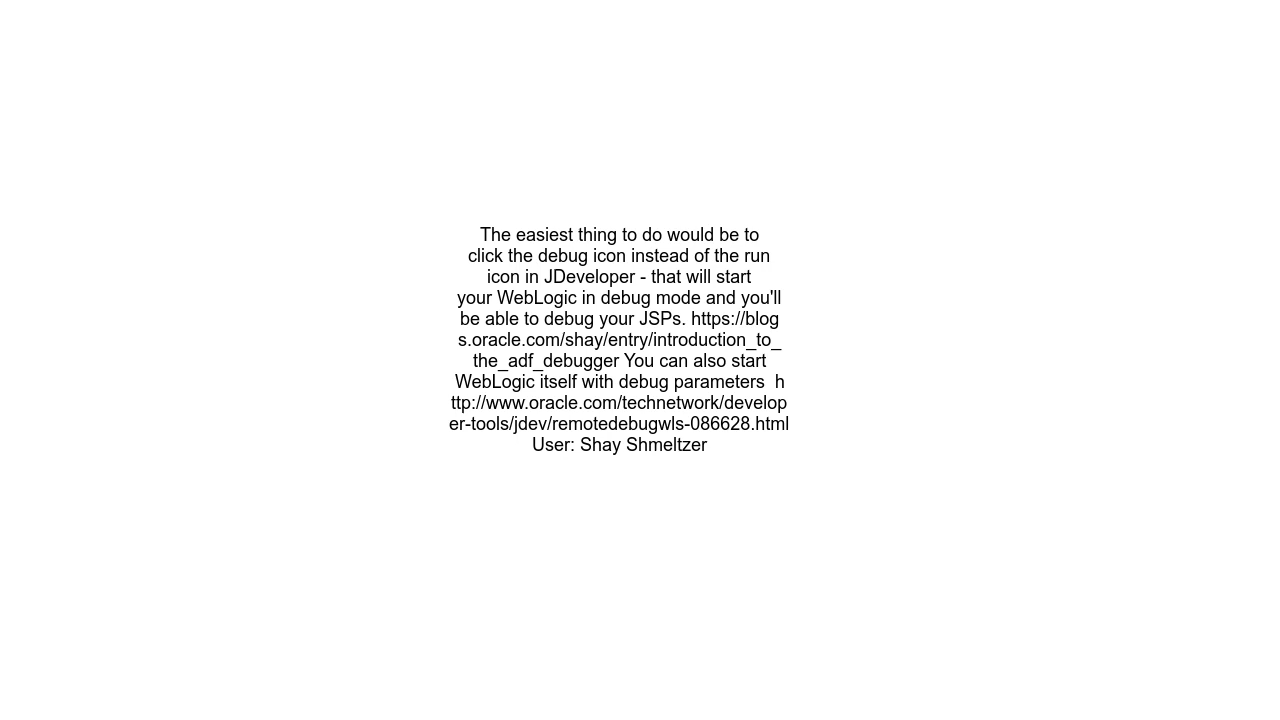 The easiest thing to do would be to
click the debug icon instead of the run
icon in JDeveloper - that will start
your WebLogic in debug mode and you'll
be able to debug your JSPs. https://blog
s.oracle.com/shay/entry/introduction_to_
the_adf_debugger You can also start
WebLogic itself with debug parameters  h
ttp://www.oracle.com/technetwork/develop
er-tools/jdev/remotedebugwls-086628.html
User: Shay Shmeltzer